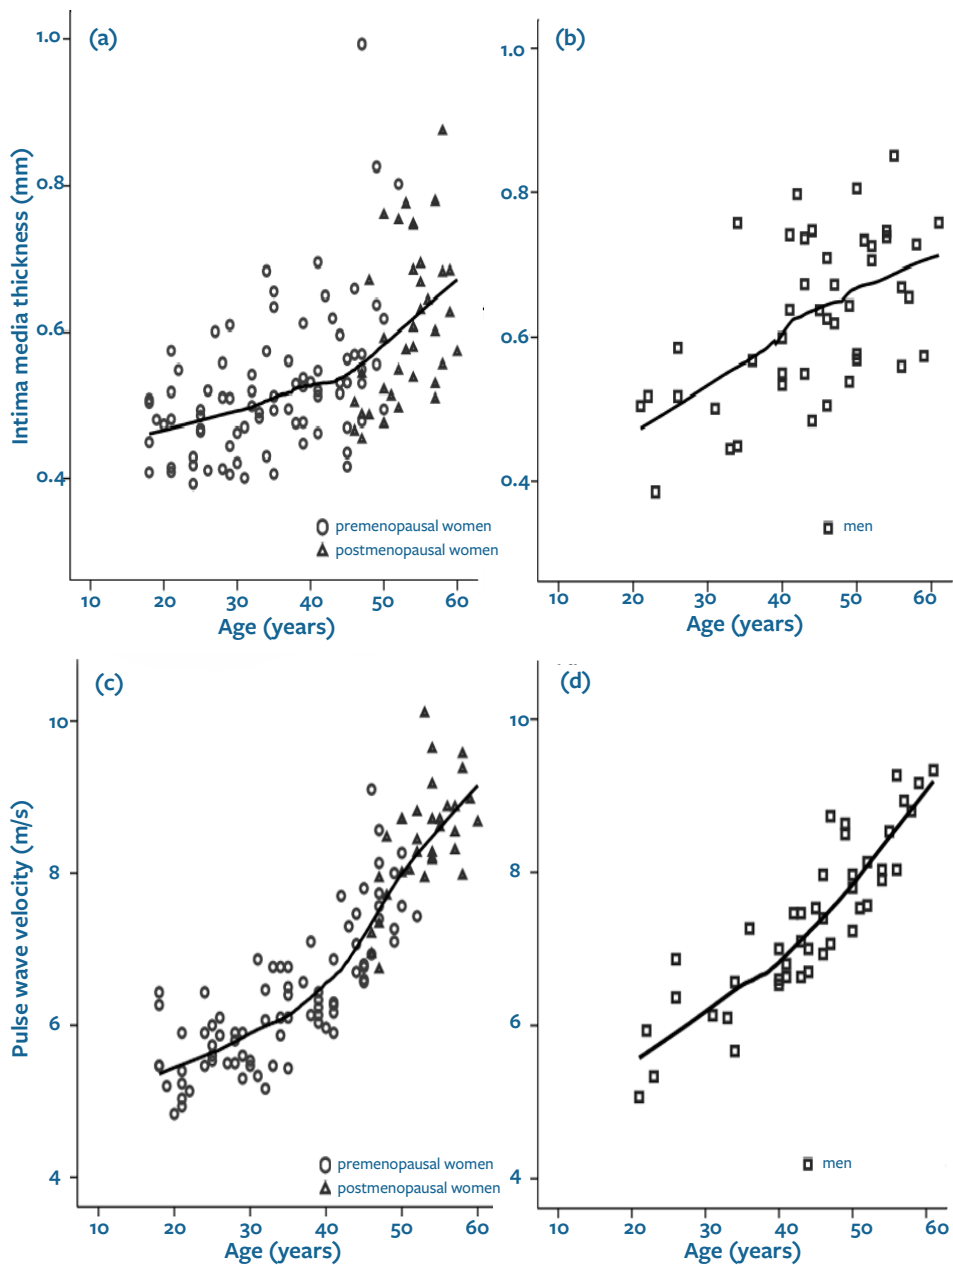 (a)
1.0
0.8
0.6
0.4
Intima media thickness (mm)
premenopausal women
postmenopausal women
10 20 30 40 50 60
Age (years)
(b)
1.0
0.8
0.6
0.4
men
10 20 30 40 50 60
Age (years)
(c)
10
8
6
4
Pulse wave velocity (m/s)
premenopausal women
postmenopausal women
10 20 30 40 50 60
Age (years)
(d)
10
8
6
4
men
10 20 30 40 50 60
Age (years)